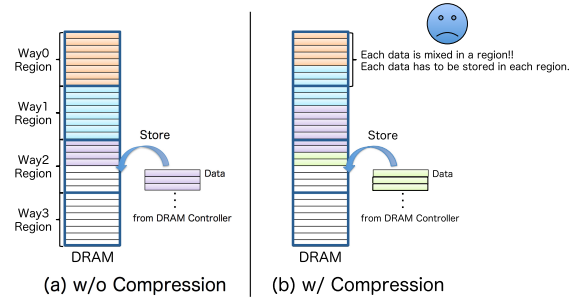 Way0
Region
Way1
Region
Way2
Region
Way3
Region
Store
Data
from DRAM Controller
DRAM
(a) w/o Compression
Each data is mixed in a region!!
Each data has to be stored in each region.
Store
Data
from DRAM Controller
DRAM
(b) w/ Compression